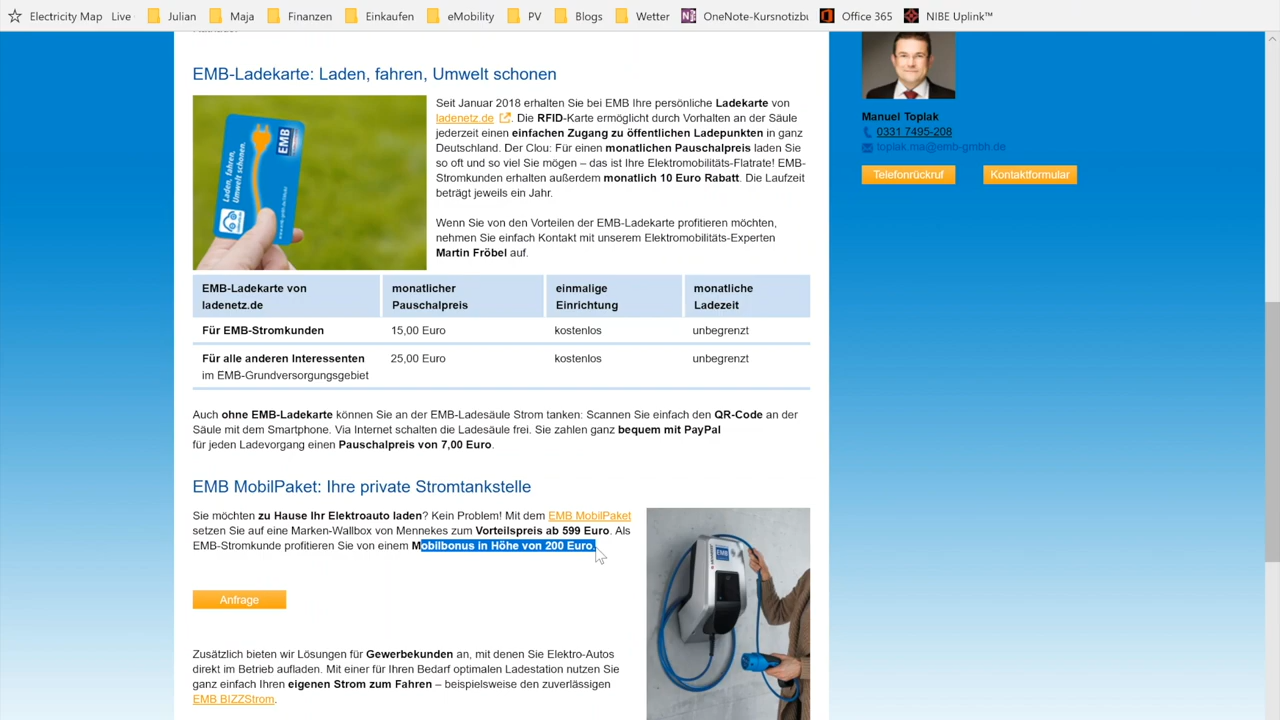 Electricity Map Live Julian Maja Finanzen Einkaufen eMobility PV Blogs Wetter OneNote-Kursnotizbu Office 365 NIBE Uplink™
EMB-Ladekarte: Laden, fahren, Umwelt schonen
Laden, fahren, Umwelt schonen.
EMB
Seit Januar 2018 erhalten Sie bei EMB Ihre persönliche Ladekarte von
ladenetz.de. Die RFID-Karte ermöglicht durch Vorhalten an der Säule
jederzeit einen einfachen Zugang zu öffentlichen Ladepunkten in ganz
Deutschland. Der Clou: Für einen monatlichen Pauschalpreis laden Sie
so oft und so viel Sie mögen – das ist Ihre Elektromobilitäts-Flatrate! EMB-
Stromkunden erhalten außerdem monatlich 10 Euro Rabatt. Die Laufzeit
beträgt jeweils ein Jahr.
Wenn Sie von den Vorteilen der EMB-Ladekarte profitieren möchten,
nehmen Sie einfach Kontakt mit unserem Elektromobilitäts-Experten
Martin Fröbel auf.
EMB-Ladekarte von ladenetz.de monatlicher Pauschalpreis einmalige Einrichtung monatliche Ladezeit
Für EMB-Stromkunden 15,00 Euro kostenlos unbegrenzt
Für alle anderen Interessenten 25,00 Euro kostenlos unbegrenzt
im EMB-Grundversorgungsgebiet
Auch ohne EMB-Ladekarte können Sie an der EMB-Ladesäule Strom tanken: Scannen Sie einfach den QR-Code an der
Säule mit dem Smartphone. Via Internet schalten die Ladesäule frei. Sie zahlen ganz bequem mit PayPal
für jeden Ladevorgang einen Pauschalpreis von 7,00 Euro.
EMB MobilPaket: Ihre private Stromtankstelle
Sie möchten zu Hause Ihr Elektroauto laden? Kein Problem! Mit dem EMB MobilPaket
setzen Sie auf eine Marken-Wallbox von Mennekes zum Vorteilspreis ab 599 Euro. Als
EMB-Stromkunde profitieren Sie von einem Mobilbonus in Höhe von 200 Euro.
Anfrage
Zusätzlich bieten wir Lösungen für Gewerbekunden an, mit denen Sie Elektro-Autos
direkt im Betrieb aufladen. Mit einer für Ihren Bedarf optimalen Ladestation nutzen Sie
ganz einfach Ihren eigenen Strom zum Fahren – beispielsweise den zuverlässigen
EMB BIZZStrom.
EMB
Manuel Toplak
0331 7495-208
toplak.ma@emb-gmbh.de
Telefonrückruf Kontaktformular